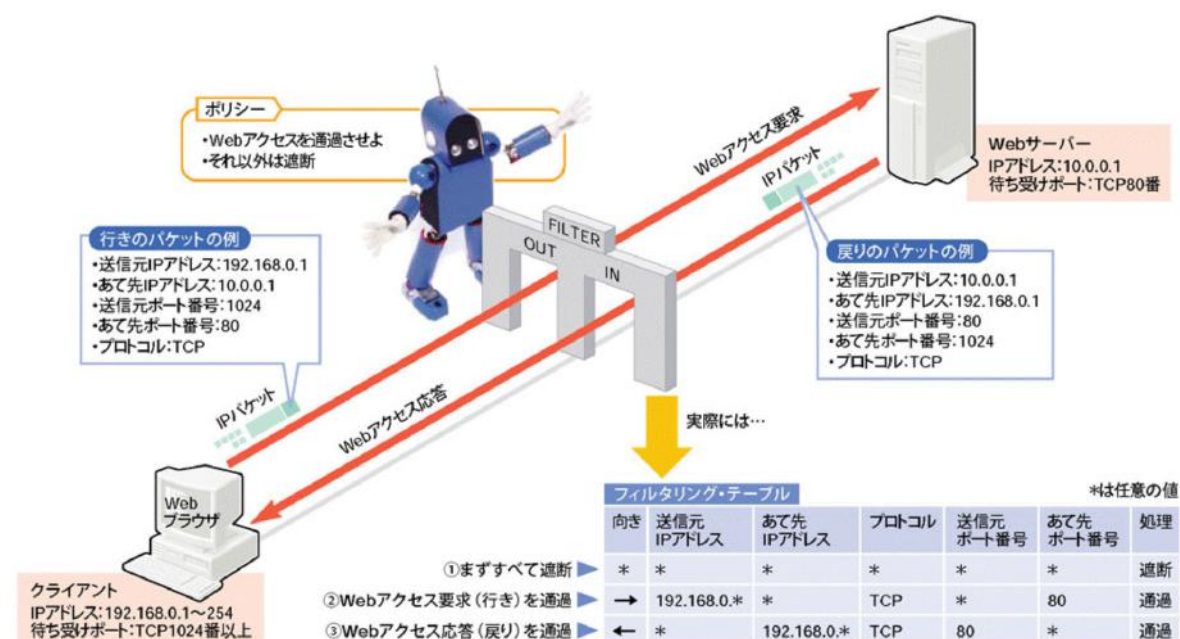 ポリシー
・Webアクセスを通過させよ
・それ以外は遮断
Webアクセス要求
IPパケット
Webサーバー
IPアドレス:10.0.0.1
待ち受けポート:TCP80番
FILTER
OUT
IN
行きのパケットの例
・送信元IPアドレス:192.168.0.1
・あて先IPアドレス:10.0.0.1
・送信元ポート番号:1024
・あて先ポート番号:80
・プロトコル:TCP
戻りのパケットの例
・送信元IPアドレス:10.0.0.1
・あて先IPアドレス:192.168.0.1
・送信元ポート番号:80
・あて先ポート番号:1024
・プロトコル:TCP
IPパケット
Webアクセス応答
実際には…
Web
ブラウザ
クライアント
IPアドレス:192.168.0.1〜254
待ち受けポート:TCP1024番以上
フィルタリング・テーブル
*は任意の値
向き 送信元IPアドレス あて先IPアドレス プロトコル 送信元ポート番号 あて先ポート番号 処理
①まずすべて遮断 * * * * * * 遮断
②Webアクセス要求(行き)を通過 → 192.168.0.* * TCP * 80 通過
③Webアクセス応答(戻り)を通過 ← * 192.168.0.* TCP 80 * 通過